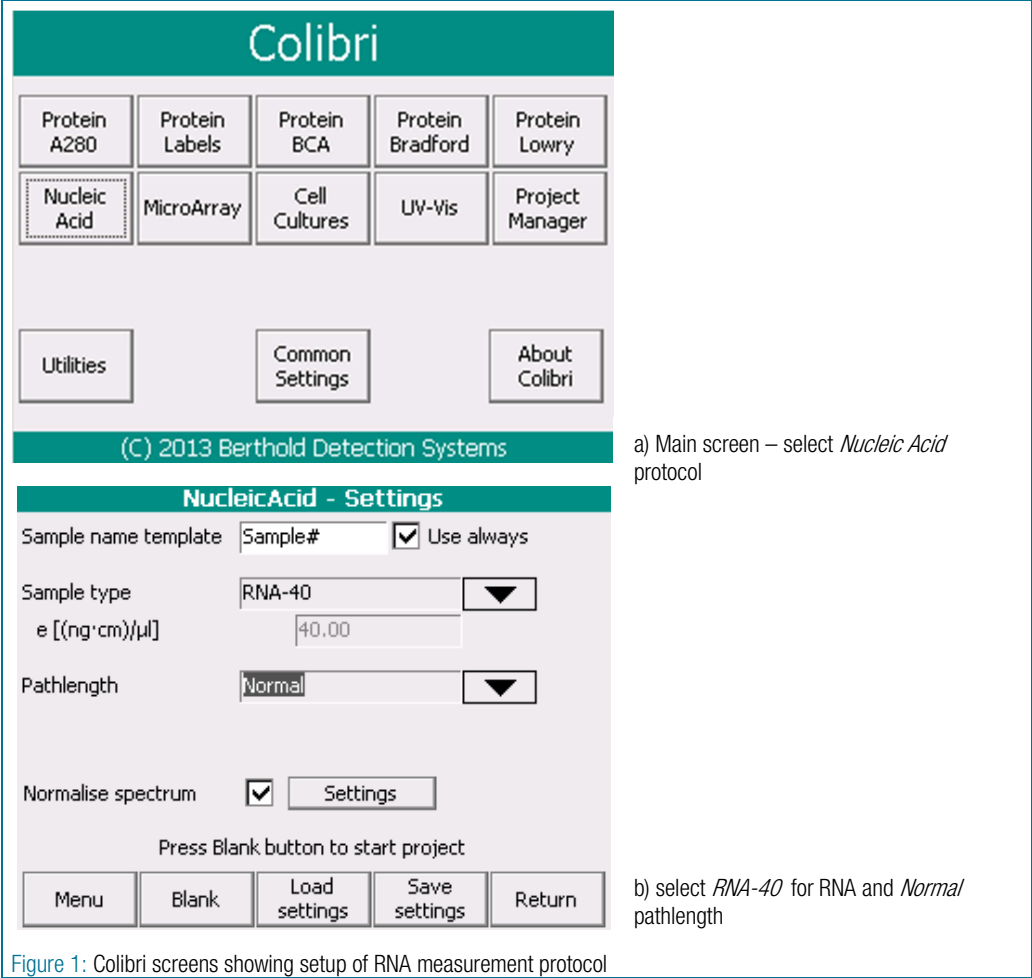 Colibri
Protein A280
Protein Labels
Protein BCA
Protein Bradford
Protein Lowry
Nucleic Acid
MicroArray
Cell Cultures
UV-Vis
Project Manager
Utilities
Common Settings
About Colibri
(C) 2013 Berthold Detection Systems
a) Main screen – select Nucleic Acid
protocol
NucleicAcid - Settings
Sample name template Sample# Use always
Sample type RNA-40
e [(ng·cm)/µl] 40.00
Pathlength Normal
Normalise spectrum Settings
Press Blank button to start project
Menu
Blank
Load settings
Save settings
Return
b) select RNA-40 for RNA and Normal
pathlength
Figure 1: Colibri screens showing setup of RNA measurement protocol